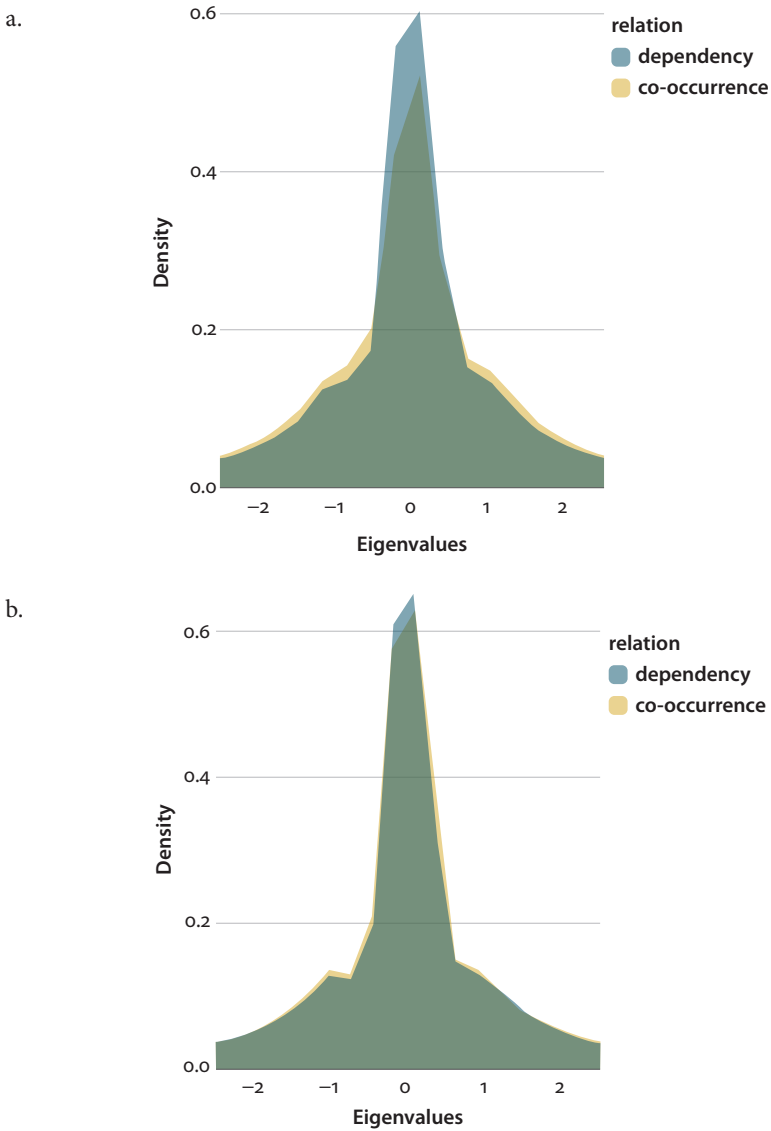 a.
0.6
relation
dependency
co-occurrence
0.4
Density
0.2
0.0
−2 −1 0 1 2
Eigenvalues
b.
0.6
relation
dependency
co-occurrence
0.4
Density
0.2
0.0
−2 −1 0 1 2
Eigenvalues